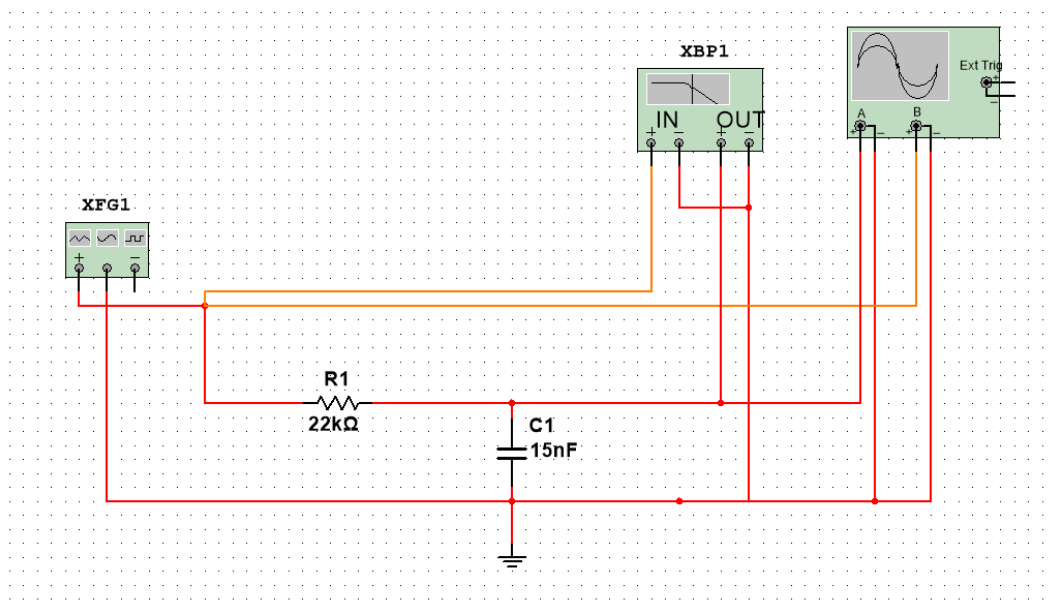 XBP1
Ext Trig
+
−
IN OUT
+ − + −
A B
+ − + −
XFG1
+ −
R1
22kΩ
C1
15nF